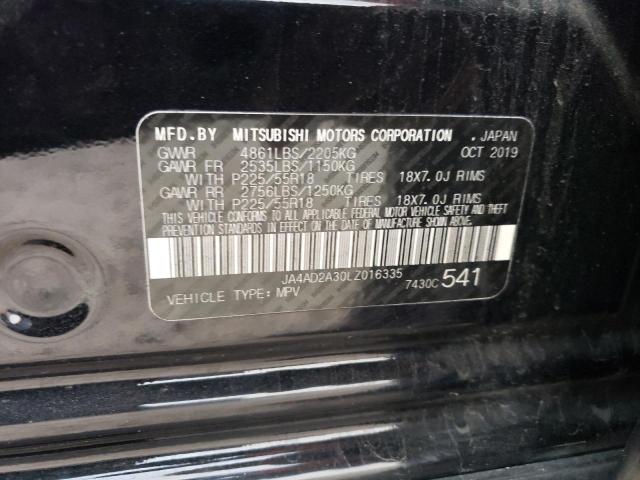 MFD.BY MITSUBISHI MOTORS CORPORATION . JAPAN
GVWR 4861LBS/2205KG OCT 2019
GAWR FR 2535LBS/1150KG
WITH P225/55R18 TIRES 18X7.0J RIMS
GAWR RR 2756LBS/1250KG
WITH P225/55R18 TIRES 18X7.0J RIMS
THIS VEHICLE CONFORMS TO ALL APPLICABLE FEDERAL MOTOR VEHICLE SAFETY AND THEFT
PREVENTION STANDARDS IN EFFECT ON THE DATE OF MANUFACTURE SHOWN ABOVE.
JA4AD2A30LZ016335
VEHICLE TYPE: MPV 7430C 541